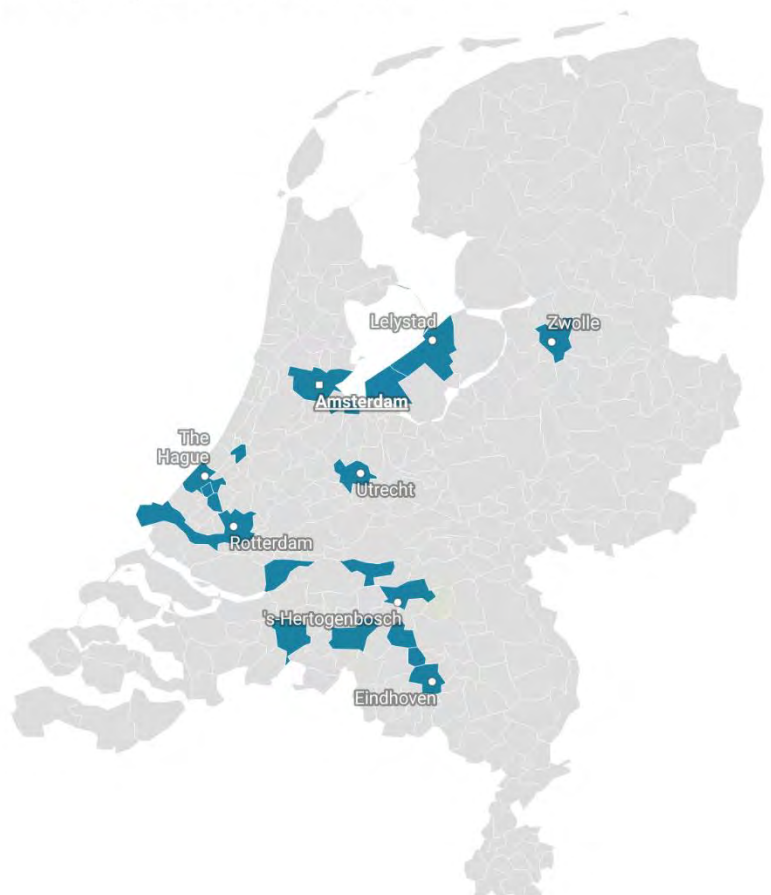 Lelystad
Zwolle
Amsterdam
The
Hague
Utrecht
Rotterdam
's-Hertogenbosch
Eindhoven